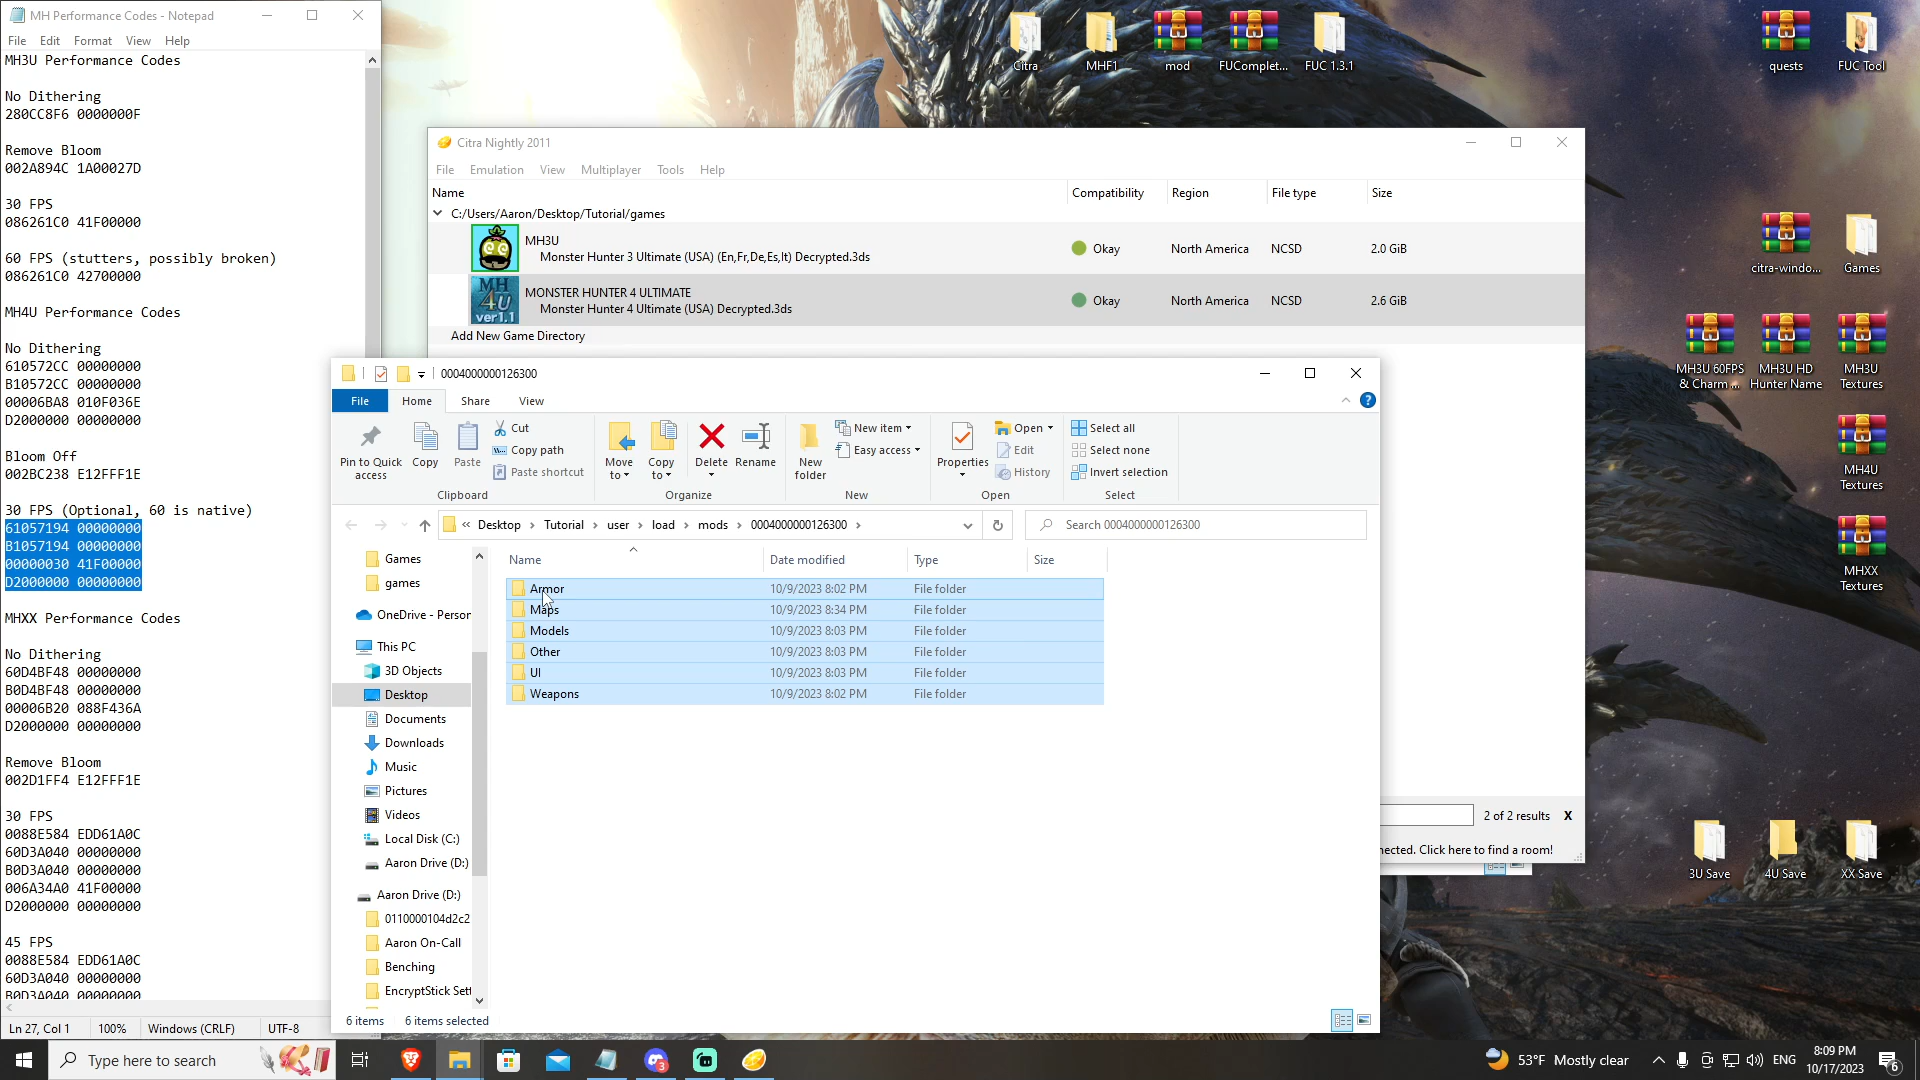 MH Performance Codes - Notepad
File Edit Format View Help
MH3U Performance Codes
No Dithering
280CC8F6 0000000F
Remove Bloom
002A894C 1A00027D
30 FPS
086261C0 41F00000
60 FPS (stutters, possibly broken)
086261C0 42700000
MH4U Performance Codes
No Dithering
610572CC 00000000
B10572CC 00000000
00006BA8 010F036E
D2000000 00000000
Bloom Off
002BC238 E12FFF1E
30 FPS (Optional, 60 is native)
61057194 00000000
B1057194 00000000
00000030 41F00000
D2000000 00000000
MHXX Performance Codes
No Dithering
60D4BF48 00000000
B0D4BF48 00000000
00006B20 088F436A
D2000000 00000000
Remove Bloom
002D1FF4 E12FFF1E
30 FPS
0088E584 EDD61A0C
60D3A040 00000000
B0D3A040 00000000
006A34A0 41F00000
D2000000 00000000
45 FPS
0088E584 EDD61A0C
60D3A040 00000000
B0D3A040 00000000
Ln 27, Col 1 100% Windows (CRLF) UTF-8
Citra
MHF1
mod
FUComplet...
FUC 1.3.1
quests
FUC Tool
Citra Nightly 2011
File Emulation View Multiplayer Tools Help
Name Compatibility Region File type Size
C:/Users/Aaron/Desktop/Tutorial/games
MH3U
Monster Hunter 3 Ultimate (USA) (En,Fr,De,Es,It) Decrypted.3ds
Okay North America NCSD 2.0 GiB
MH 4U ver1.1
MONSTER HUNTER 4 ULTIMATE
Monster Hunter 4 Ultimate (USA) Decrypted.3ds
Okay North America NCSD 2.6 GiB
Add New Game Directory
2 of 2 results X
nected. Click here to find a room!
0004000000126300
File Home Share View
Pin to Quick access
Copy
Paste
Cut
Copy path
Paste shortcut
Clipboard
Move to
Copy to
Delete
Rename
Organize
New folder
New item
Easy access
New
Properties
Open
Edit
History
Open
Select all
Select none
Invert selection
Select
« Desktop › Tutorial › user › load › mods › 0004000000126300 ›
Search 0004000000126300
Games
games
OneDrive - Person
This PC
3D Objects
Desktop
Documents
Downloads
Music
Pictures
Videos
Local Disk (C:)
Aaron Drive (D:)
Aaron Drive (D:)
0110000104d2c2
Aaron On-Call
Benching
EncryptStick Sett
Name Date modified Type Size
Armor 10/9/2023 8:02 PM File folder
Maps 10/9/2023 8:34 PM File folder
Models 10/9/2023 8:03 PM File folder
Other 10/9/2023 8:03 PM File folder
UI 10/9/2023 8:03 PM File folder
Weapons 10/9/2023 8:02 PM File folder
6 items 6 items selected
citra-windo...
Games
MH3U 60FPS & Charm ...
MH3U HD Hunter Name
MH3U Textures
MH4U Textures
MHXX Textures
3U Save
4U Save
XX Save
Type here to search
3
53°F Mostly clear
ENG
8:09 PM
10/17/2023
6